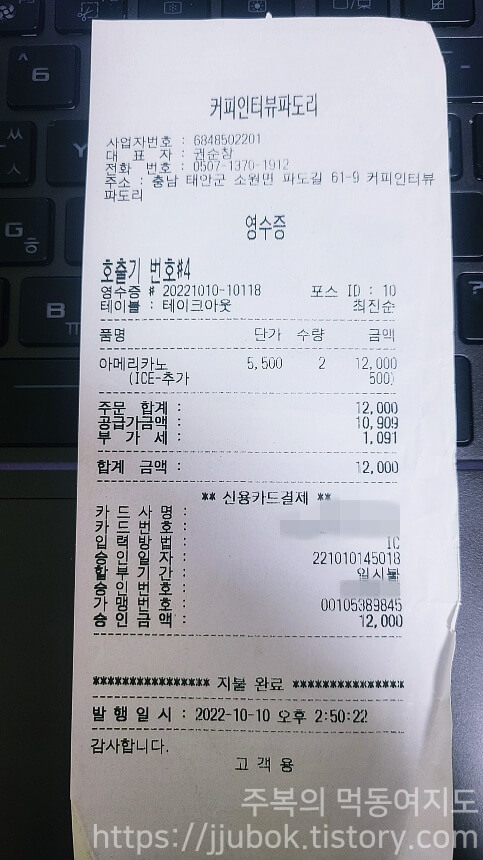 커피인터뷰파도리
사업자번호 : 6848502201
대 표 자 : 권순창
전화 번호 : 0507-1370-1912
주소 : 충남 태안군 소원면 파도길 61-9 커피인터뷰
파도리
영수증
호출기 번호#4
영수증 # 20221010-10118 포스 ID : 10
테이블 : 테이크아웃 최진순
품명 단가 수량 금액
아메리카노 5,500 2 12,000
(ICE-추가 500)
주문 합계 : 12,000
공급가금액 : 10,909
부 가 세 : 1,091
합계 금액 : 12,000
** 신용카드결제 **
카 드 사 명 :
카 드 번 호 :
입 력 방 법 : IC
승 인 일 자 : 221010145018
할 부 기 간 : 일시불
승 인 번 호 :
가 맹 번 호 : 00105389845
승 인 금 액 : 12,000
**************** 지불 완료 ****************
발 행 일 시 : 2022-10-10 오후 2:50:22
감사합니다.
고 객 용
주복의 먹동여지도
https://jjubok.tistory.com
6
ㅆ
ㅅ
G
ㅎ
B
ㅠ